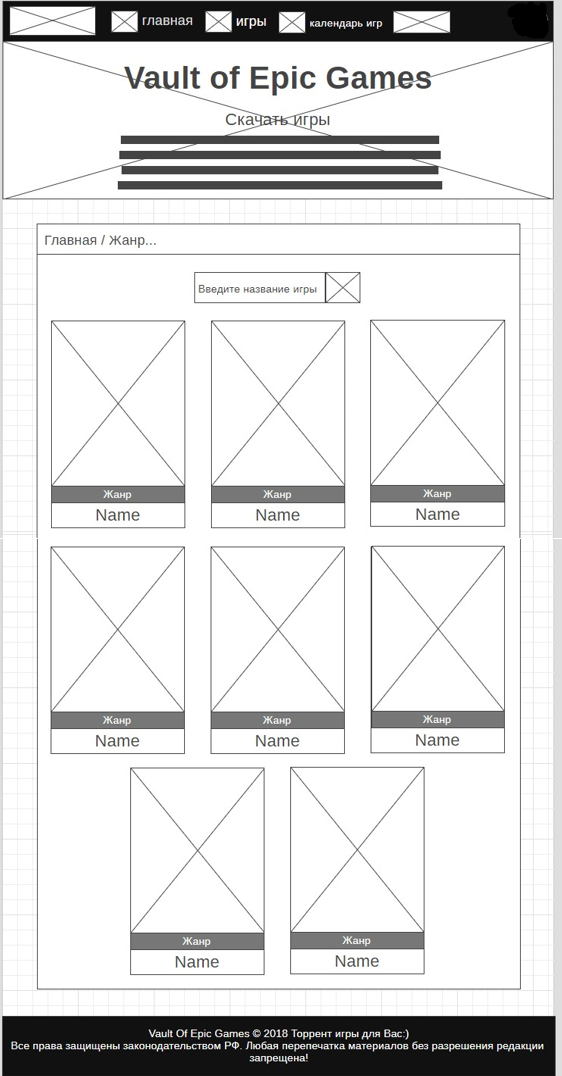 главная
игры
календарь игр
Vault of Epic Games
Скачать игры
Главная / Жанр...
Введите название игры
Жанр
Жанр
Жанр
Name
Name
Name
Жанр
Жанр
Жанр
Name
Name
Name
Жанр
Жанр
Name
Name
Vault Of Epic Games © 2018 Торрент игры для Вас:)
Все права защищены законодательством РФ. Любая перепечатка материалов без разрешения редакции
запрещена!